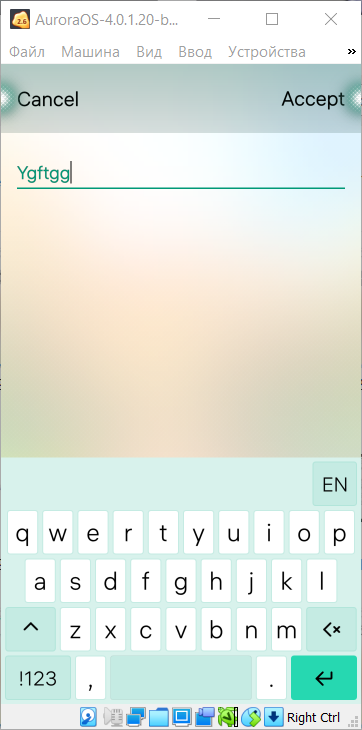 AuroraOS-4.0.1.20-b...
Файл Машина Вид Ввод Устройства »
Cancel Accept
Ygftgg
EN
q w e r t y u i o p
a s d f g h j k l
z x c v b n m
!123 , .
Right Ctrl